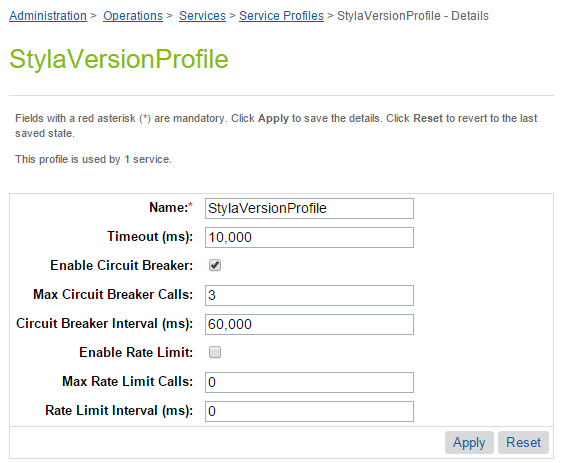 Administration > Operations > Services > Service Profiles > StylaVersionProfile - Details
StylaVersionProfile
Fields with a red asterisk (*) are mandatory. Click Apply to save the details. Click Reset to revert to the last
saved state.
This profile is used by 1 service.
Name:* StylaVersionProfile
Timeout (ms): 10,000
Enable Circuit Breaker:
Max Circuit Breaker Calls: 3
Circuit Breaker Interval (ms): 60,000
Enable Rate Limit:
Max Rate Limit Calls: 0
Rate Limit Interval (ms): 0
Apply Reset